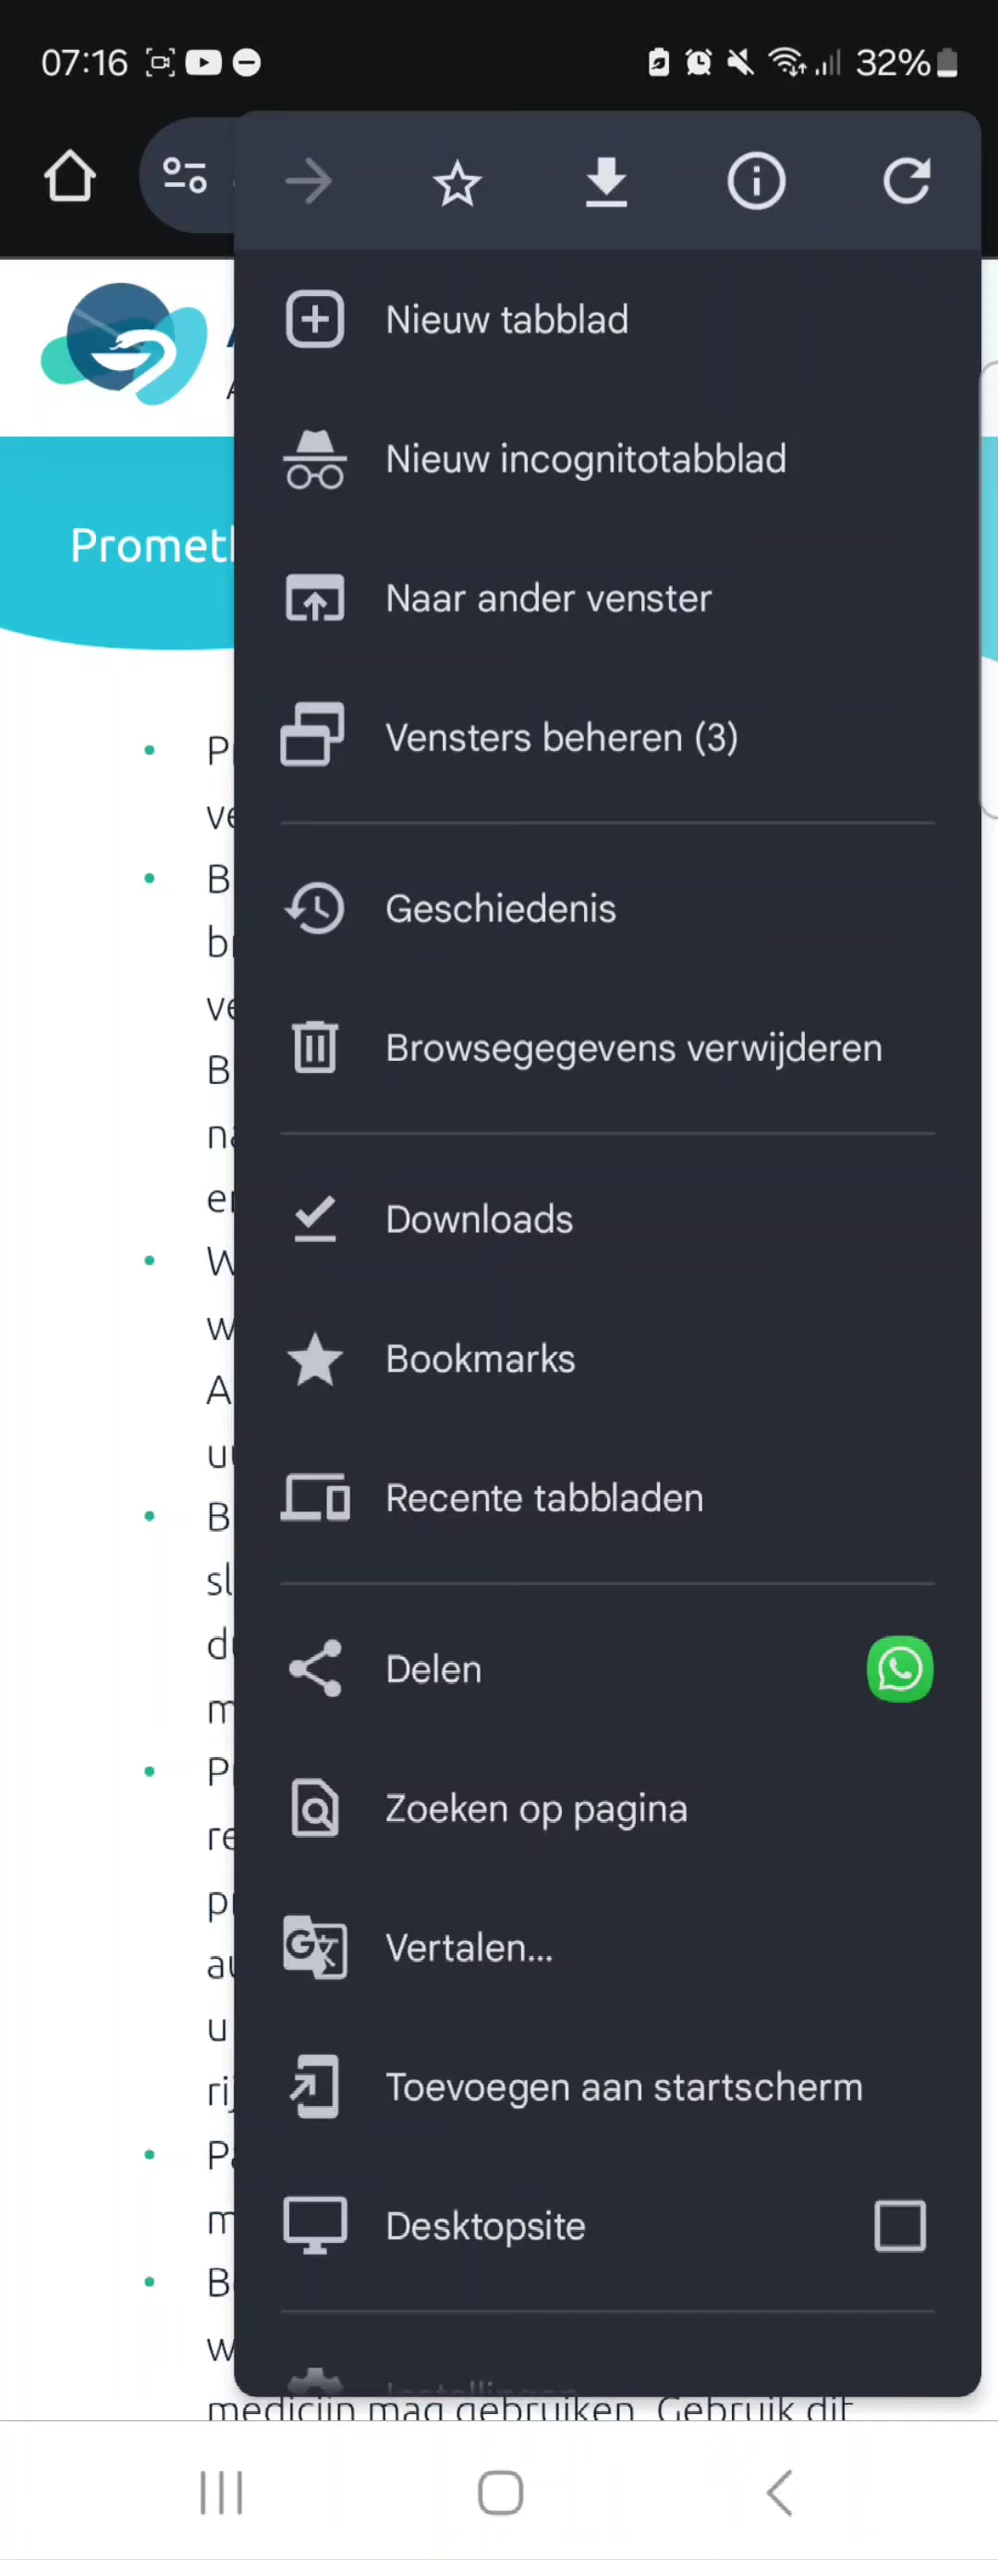 07:16
32%
Nieuw tabblad
Nieuw incognitotabblad
Naar ander venster
Vensters beheren (3)
Geschiedenis
Browsegegevens verwijderen
Downloads
Bookmarks
Recente tabbladen
Delen
Zoeken op pagina
Vertalen...
Toevoegen aan startscherm
Desktopsite
Instellingen
medicijn mag gebruiken. Gebruik dit